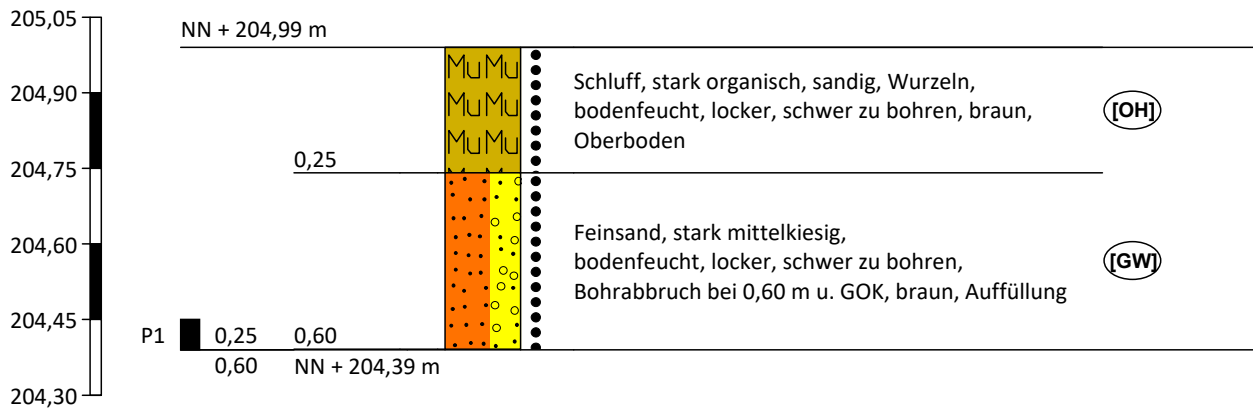 205,05
204,90
204,75
204,60
204,45
204,30
NN + 204,99 m
MuMu
MuMu
MuMu
Schluff, stark organisch, sandig, Wurzeln,
bodenfeucht, locker, schwer zu bohren, braun,
Oberboden
[OH]
0,25
Feinsand, stark mittelkiesig,
bodenfeucht, locker, schwer zu bohren,
Bohrabbruch bei 0,60 m u. GOK, braun, Auffüllung
[GW]
P1 0,25 0,60
0,60 NN + 204,39 m